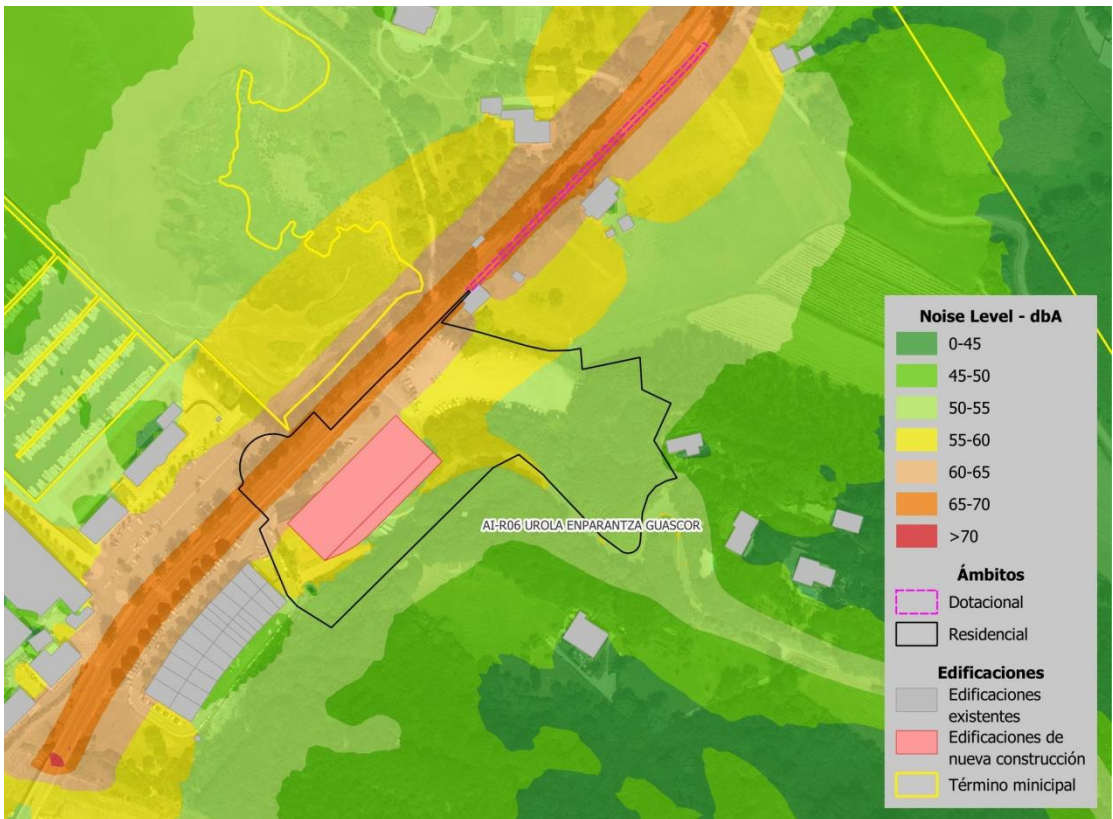 AI-R06 UROLA ENPARANTZA GUASCOR
Noise Level - dbA
0-45
45-50
50-55
55-60
60-65
65-70
>70
Ámbitos
Dotacional
Residencial
Edificaciones
Edificaciones
existentes
Edificaciones de
nueva construcción
Término minicipal